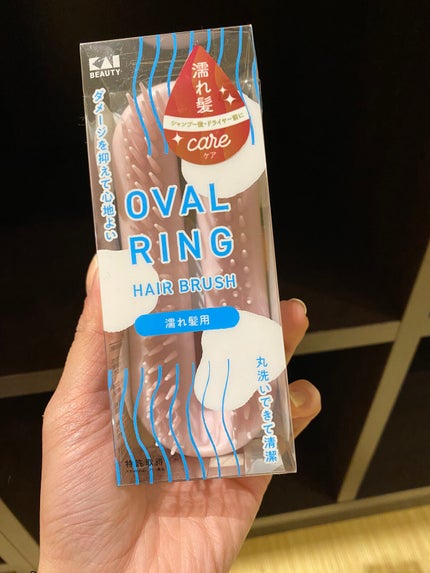 KAI
BEAUTY
濡れ髪
シャンプー後・ドライヤー前に
care
ケア
ダメージを抑えて心地よい
OVAL
RING
HAIR BRUSH
濡れ髪用
丸洗いできて清潔
特許取得